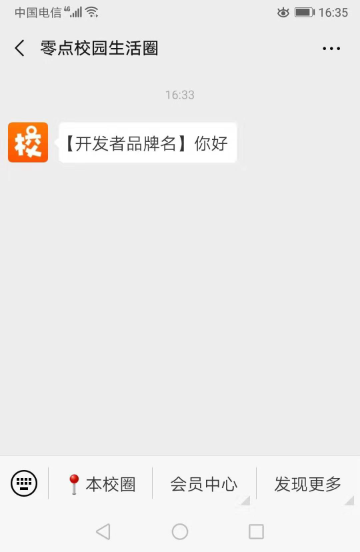 中国电信 4G 16:35
零点校园生活圈
16:33
校
【开发者品牌名】你好
本校圈 会员中心 发现更多